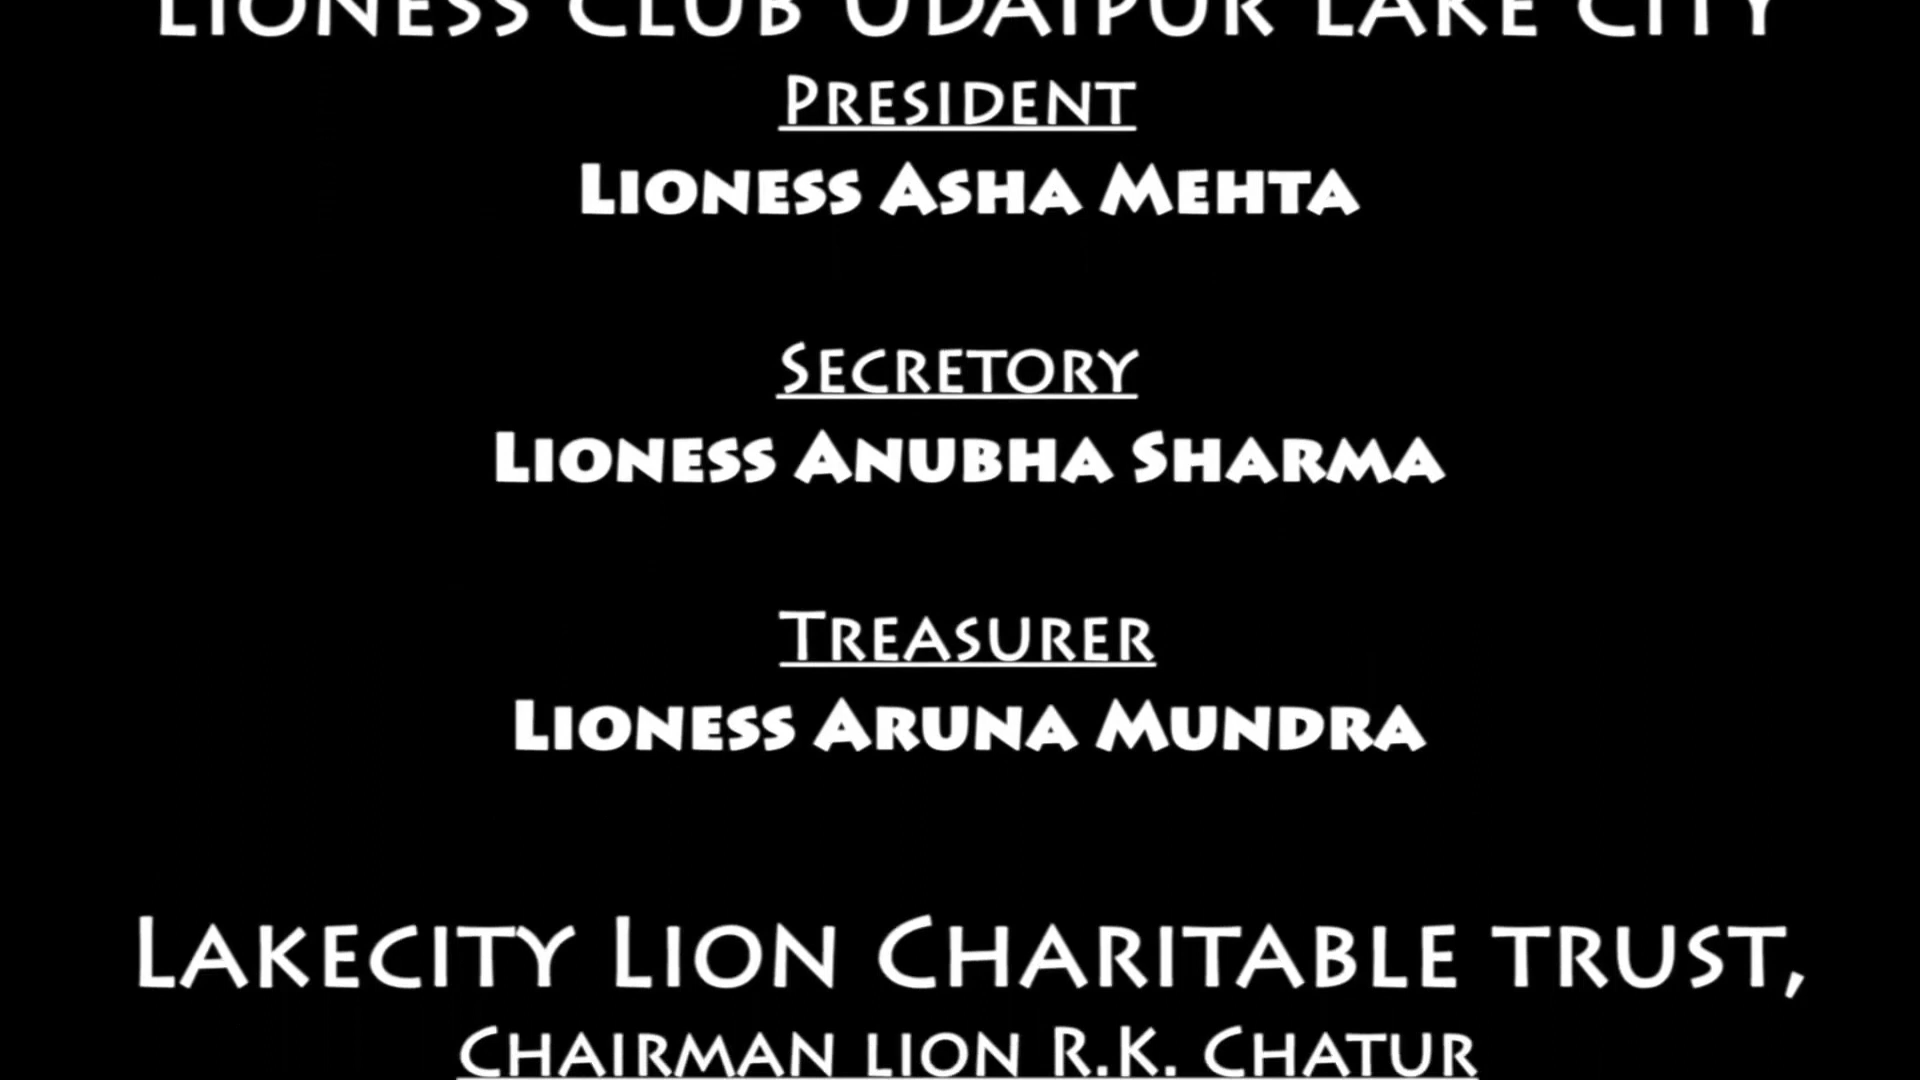 Lioness Club Udaipur Lake City
President
Lioness Asha Mehta
Secretory
Lioness Anubha Sharma
Treasurer
Lioness Aruna Mundra
Lakecity Lion Charitable trust,
Chairman lion R.K. Chatur